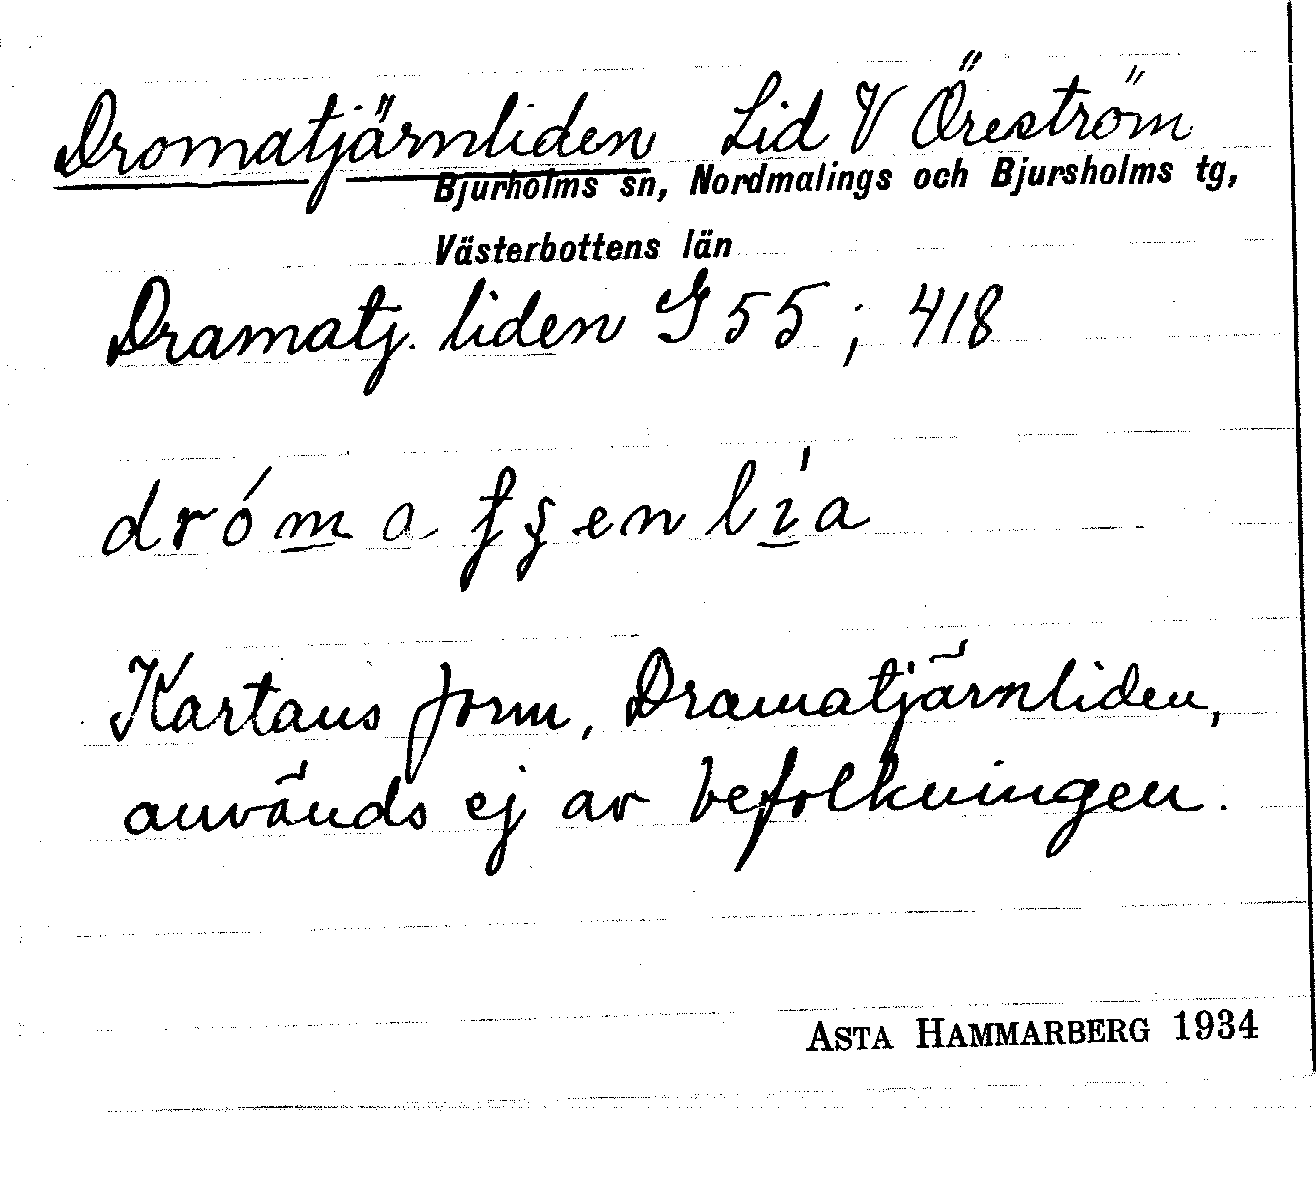 Dromatjärnliden Lid V Öreström
Bjurholms sn, Nordmalings och Bjursholms tg,
Västerbottens län
Dramatj. liden G 55 ; 418
dróma
Kartans form, Dramatjärnliden,
används ej av befolkningen.
ASTA HAMMARBERG 1934